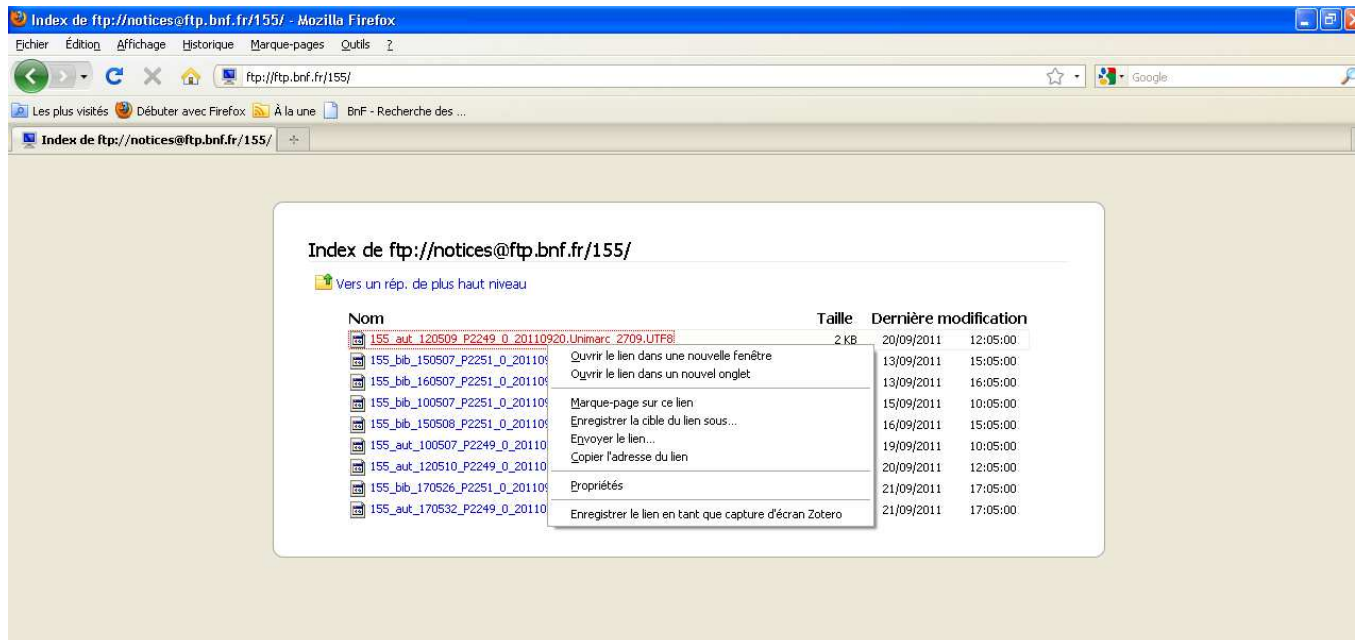 Index de ftp://notices@ftp.bnf.fr/155/ - Mozilla Firefox
Fichier Édition Affichage Historique Marque-pages Outils ?
ftp://ftp.bnf.fr/155/ Google
Les plus visités Débuter avec Firefox À la une BnF - Recherche des ...
Index de ftp://notices@ftp.bnf.fr/155/
Index de ftp://notices@ftp.bnf.fr/155/
Vers un rép. de plus haut niveau
Nom Taille Dernière modification
155_aut_120509_P2249_0_20110920.Unimarc_2709.UTF8 2 KB 20/09/2011 12:05:00
155_bib_150507_P2251_0_201109 13/09/2011 15:05:00
155_bib_160507_P2251_0_201109 13/09/2011 16:05:00
155_bib_100507_P2251_0_201109 15/09/2011 10:05:00
155_bib_150508_P2251_0_201109 16/09/2011 15:05:00
155_aut_100507_P2249_0_20110 19/09/2011 10:05:00
155_aut_120510_P2249_0_20110 20/09/2011 12:05:00
155_bib_170526_P2251_0_201109 21/09/2011 17:05:00
155_aut_170532_P2249_0_20110 21/09/2011 17:05:00
Ouvrir le lien dans une nouvelle fenêtre
Ouvrir le lien dans un nouvel onglet
Marque-page sur ce lien
Enregistrer la cible du lien sous...
Envoyer le lien...
Copier l'adresse du lien
Propriétés
Enregistrer le lien en tant que capture d'écran Zotero